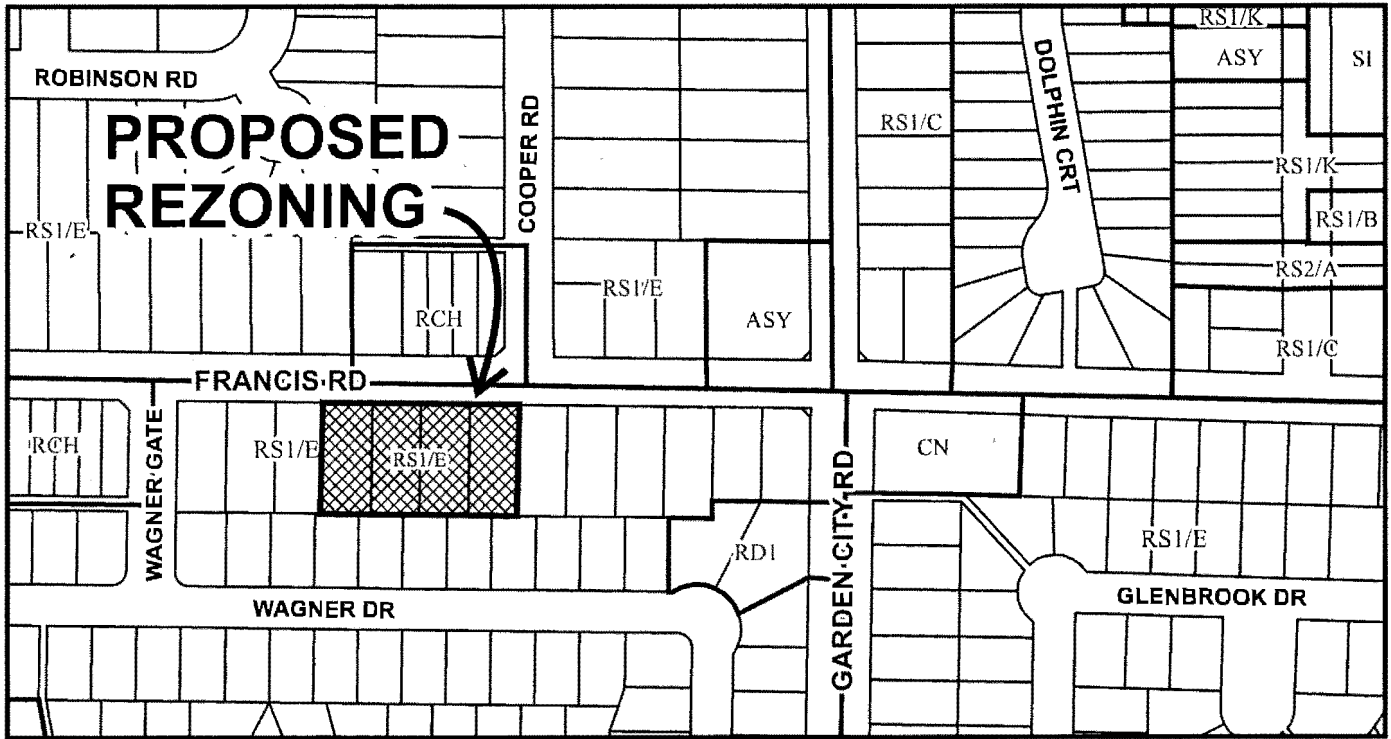 RS1/K
ROBINSON RD
ASY
SI
DOLPHIN CRT
COOPER RD
PROPOSED
REZONING
RS1/C
RS1/K
RS1/B
RS1/E
RS2/A
RS1/E
RCH
ASY
RS1/C
FRANCIS RD
RCH
WAGNER GATE
RS1/E
RS1/E
CN
GARDEN CITY RD
RD1
RS1/E
WAGNER DR
GLENBROOK DR